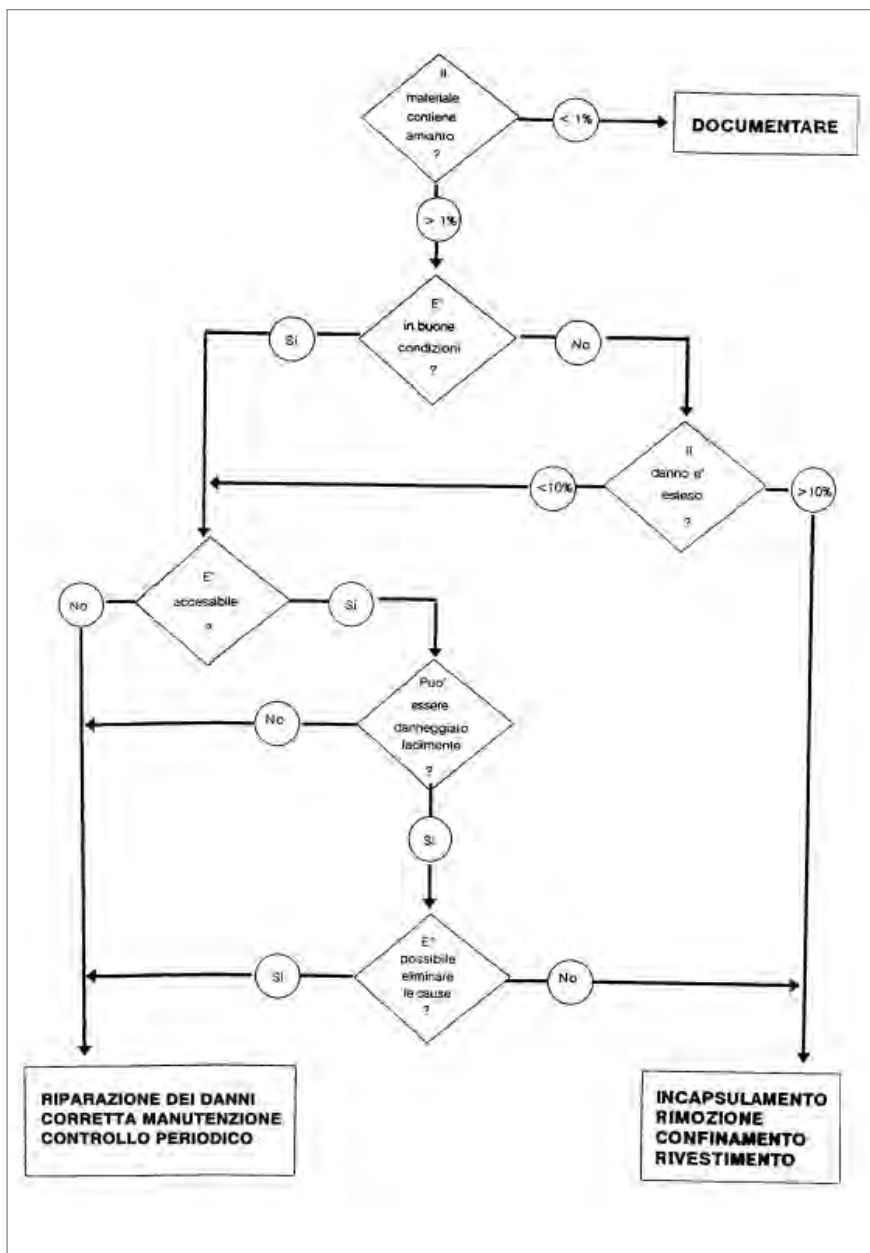 Il
materiale
contiene
amianto
?
< 1%
DOCUMENTARE
> 1%
E'
in buone
condizioni
?
Si
No
Il
danno e'
esteso
?
<10%
>10%
E'
accessibile
?
No
Si
Puo'
essere
danneggiato
facilmente
?
No
Si
E'
possibile
eliminare
le cause
?
Si
No
RIPARAZIONE DEI DANNI
CORRETTA MANUTENZIONE
CONTROLLO PERIODICO
INCAPSULAMENTO
RIMOZIONE
CONFINAMENTO
RIVESTIMENTO